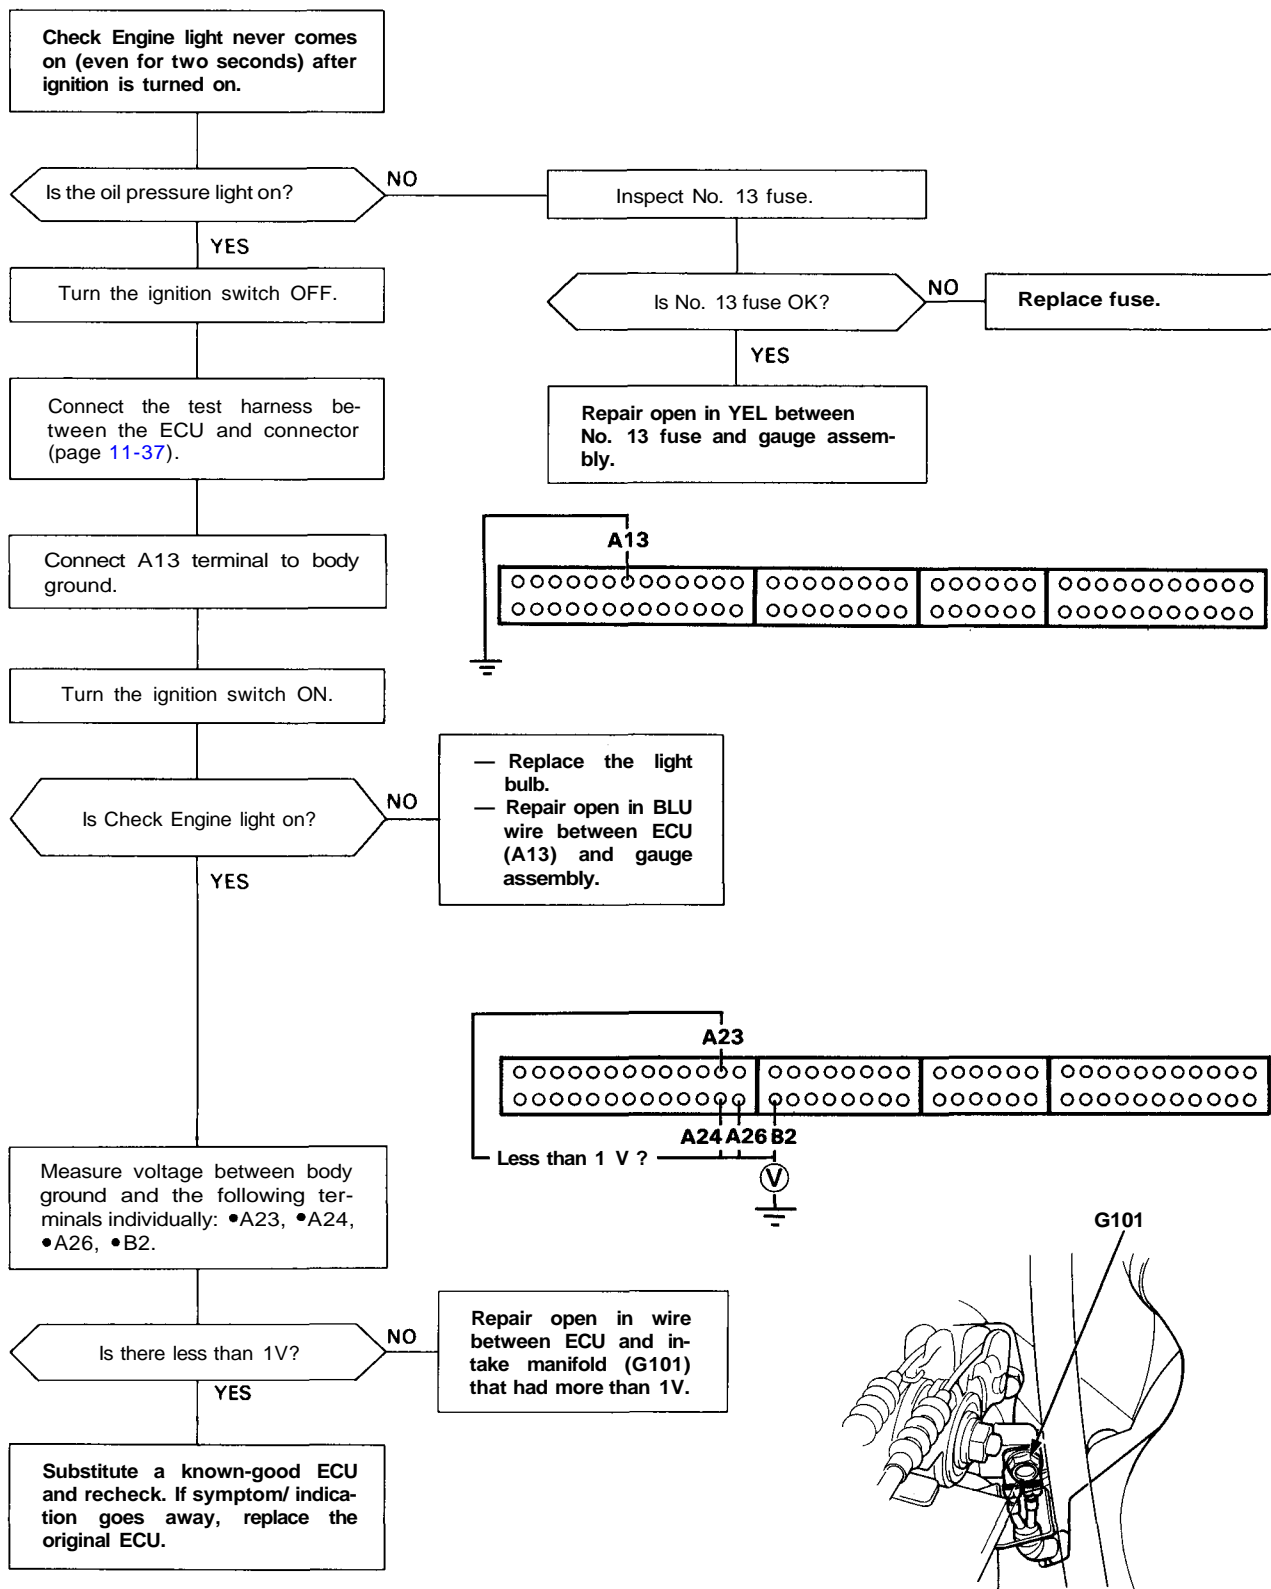 Check Engine light never comes
on (even for two seconds) after
ignition is turned on.
Is the oil pressure light on?
NO
Inspect No. 13 fuse.
YES
Turn the ignition switch OFF.
Is No. 13 fuse OK?
NO
Replace fuse.
YES
Connect the test harness be-
tween the ECU and connector
(page 11-37).
Repair open in YEL between
No. 13 fuse and gauge assem-
bly.
Connect A13 terminal to body
ground.
A13
Turn the ignition switch ON.
Is Check Engine light on?
NO
— Replace the light
bulb.
— Repair open in BLU
wire between ECU
(A13) and gauge
assembly.
YES
A23
A24 A26 B2
Less than 1 V ?
V
Measure voltage between body
ground and the following ter-
minals individually: •A23, •A24,
•A26, •B2.
G101
Is there less than 1V?
NO
Repair open in wire
between ECU and in-
take manifold (G101)
that had more than 1V.
YES
Substitute a known-good ECU
and recheck. If symptom/ indica-
tion goes away, replace the
original ECU.